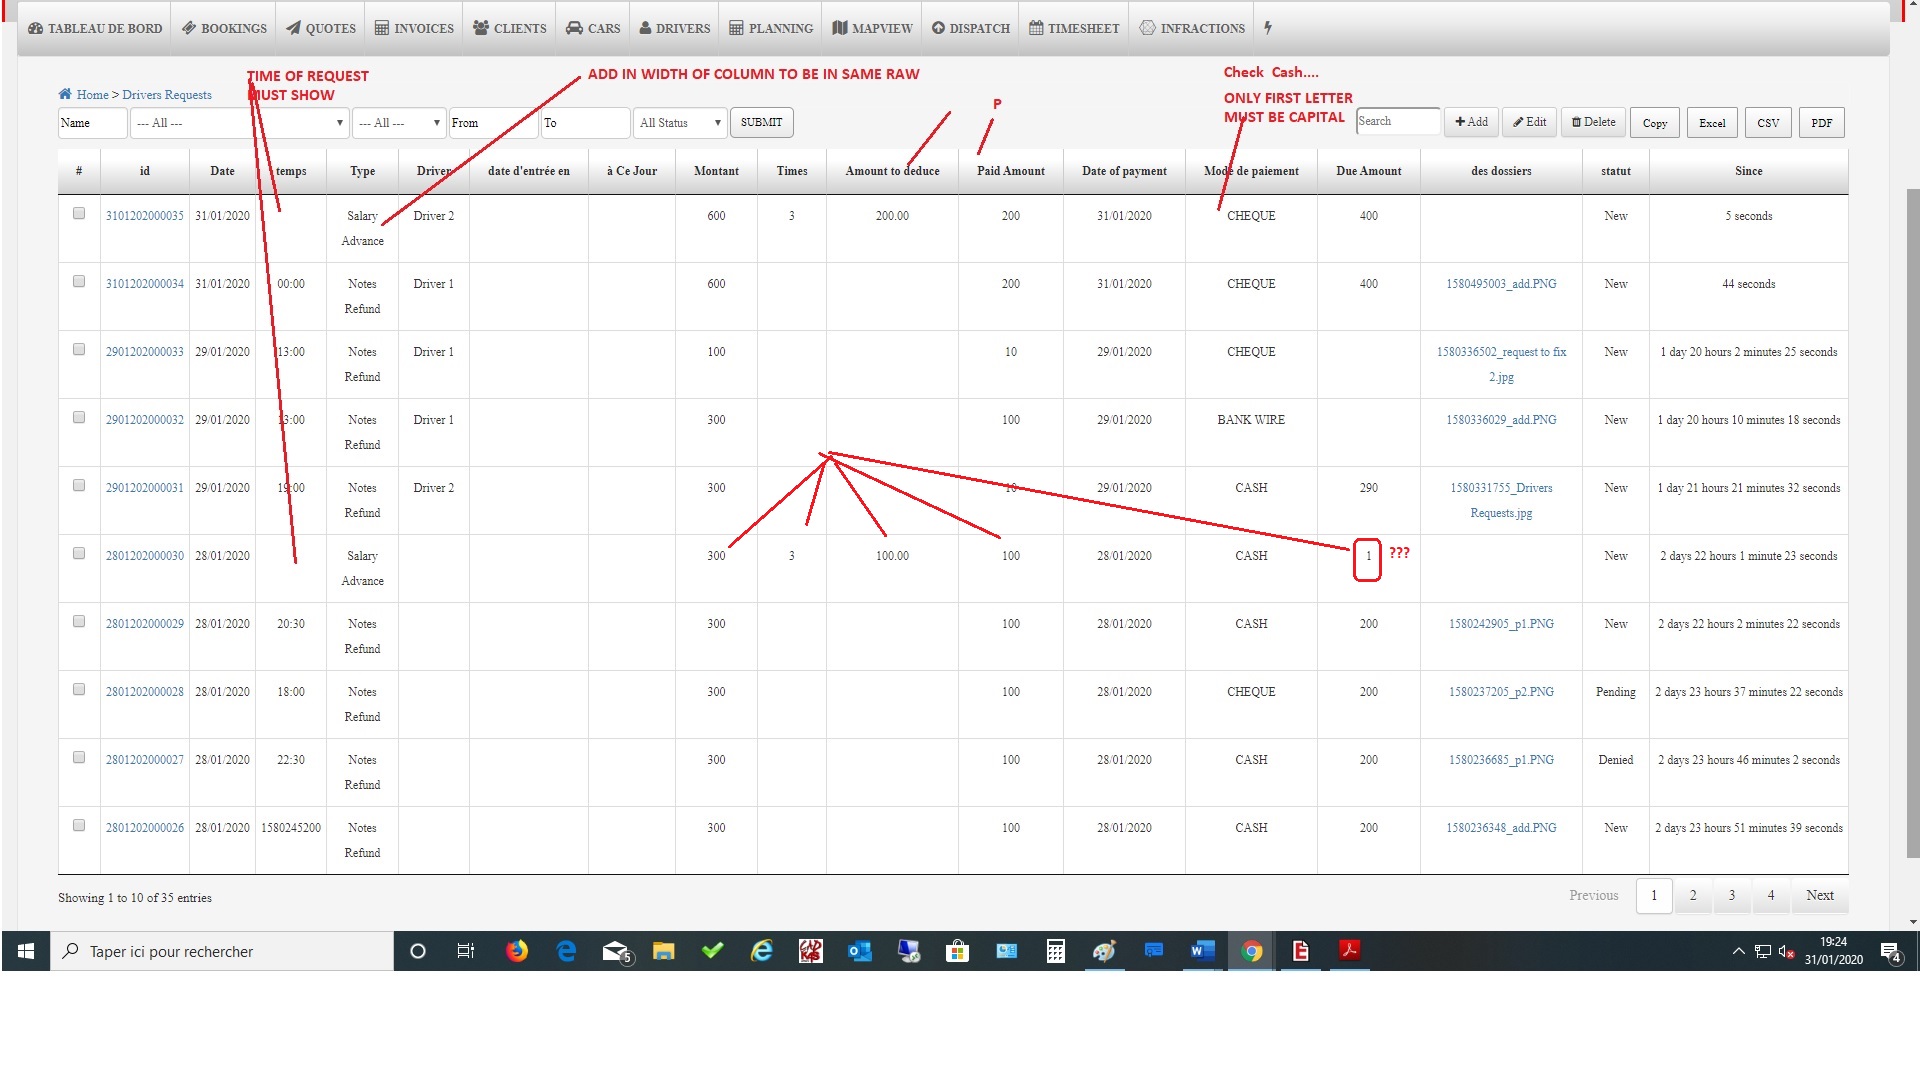 TABLEAU DE BORD BOOKINGS QUOTES INVOICES CLIENTS CARS DRIVERS PLANNING MAPVIEW DISPATCH TIMESHEET INFRACTIONS
TIME OF REQUEST
MUST SHOW
ADD IN WIDTH OF COLUMN TO BE IN SAME RAW
P
Check Cash....
ONLY FIRST LETTER
MUST BE CAPITAL
Home > Drivers Requests
Name --- All --- --- All --- From To All Status SUBMIT Search Add Edit Delete Copy Excel CSV PDF
# id Date temps Type Driver date d'entrée en à Ce Jour Montant Times Amount to deduce Paid Amount Date of payment Mode de paiement Due Amount des dossiers statut Since
3101202000035 31/01/2020 Salary Driver 2 600 3 200.00 200 31/01/2020 CHEQUE 400 New 5 seconds
Advance
3101202000034 31/01/2020 00:00 Notes Driver 1 600 200 31/01/2020 CHEQUE 400 1580495003_add.PNG New 44 seconds
Refund
2901202000033 29/01/2020 13:00 Notes Driver 1 100 10 29/01/2020 CHEQUE 1580336502_request to fix New 1 day 20 hours 2 minutes 25 seconds
Refund 2.jpg
2901202000032 29/01/2020 13:00 Notes Driver 1 300 100 29/01/2020 BANK WIRE 1580336029_add.PNG New 1 day 20 hours 10 minutes 18 seconds
Refund
2901202000031 29/01/2020 19:00 Notes Driver 2 300 10 29/01/2020 CASH 290 1580331755_Drivers New 1 day 21 hours 21 minutes 32 seconds
Refund Requests.jpg
2801202000030 28/01/2020 Salary 300 3 100.00 100 28/01/2020 CASH 1 ??? New 2 days 22 hours 1 minute 23 seconds
Advance
2801202000029 28/01/2020 20:30 Notes 300 100 28/01/2020 CASH 200 1580242905_p1.PNG New 2 days 22 hours 2 minutes 22 seconds
Refund
2801202000028 28/01/2020 18:00 Notes 300 100 28/01/2020 CHEQUE 200 1580237205_p2.PNG Pending 2 days 23 hours 37 minutes 22 seconds
Refund
2801202000027 28/01/2020 22:30 Notes 300 100 28/01/2020 CASH 200 1580236685_p1.PNG Denied 2 days 23 hours 46 minutes 2 seconds
Refund
2801202000026 28/01/2020 1580245200 Notes 300 100 28/01/2020 CASH 200 1580236348_add.PNG New 2 days 23 hours 51 minutes 39 seconds
Refund
Showing 1 to 10 of 35 entries Previous 1 2 3 4 Next
Taper ici pour rechercher 5 19:24
31/01/2020 4